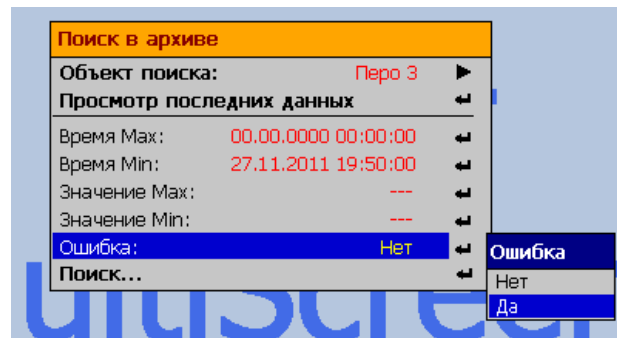 Поиск в архиве
Объект поиска: Перо 3
Просмотр последних данных
Время Max: 00.00.0000 00:00:00
Время Min: 27.11.2011 19:50:00
Значение Max: ---
Значение Min: ---
Ошибка: Нет
Поиск...
Ошибка
Нет
Да